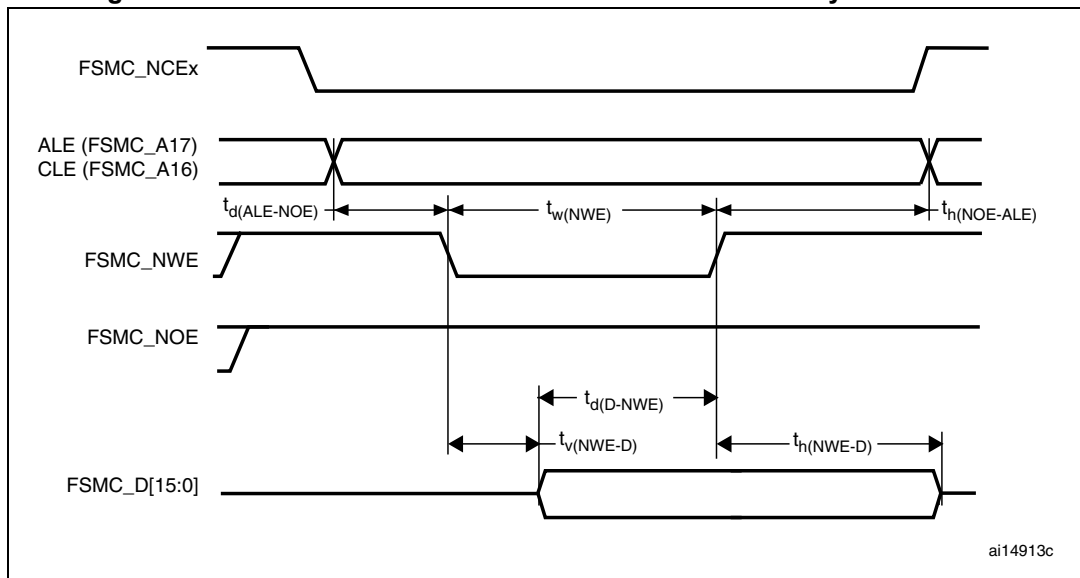 FSMC_NCEx
ALE (FSMC_A17)
CLE (FSMC_A16)
td(ALE-NOE)
tw(NWE)
th(NOE-ALE)
FSMC_NWE
FSMC_NOE
td(D-NWE)
tv(NWE-D)
th(NWE-D)
FSMC_D[15:0]
ai14913c